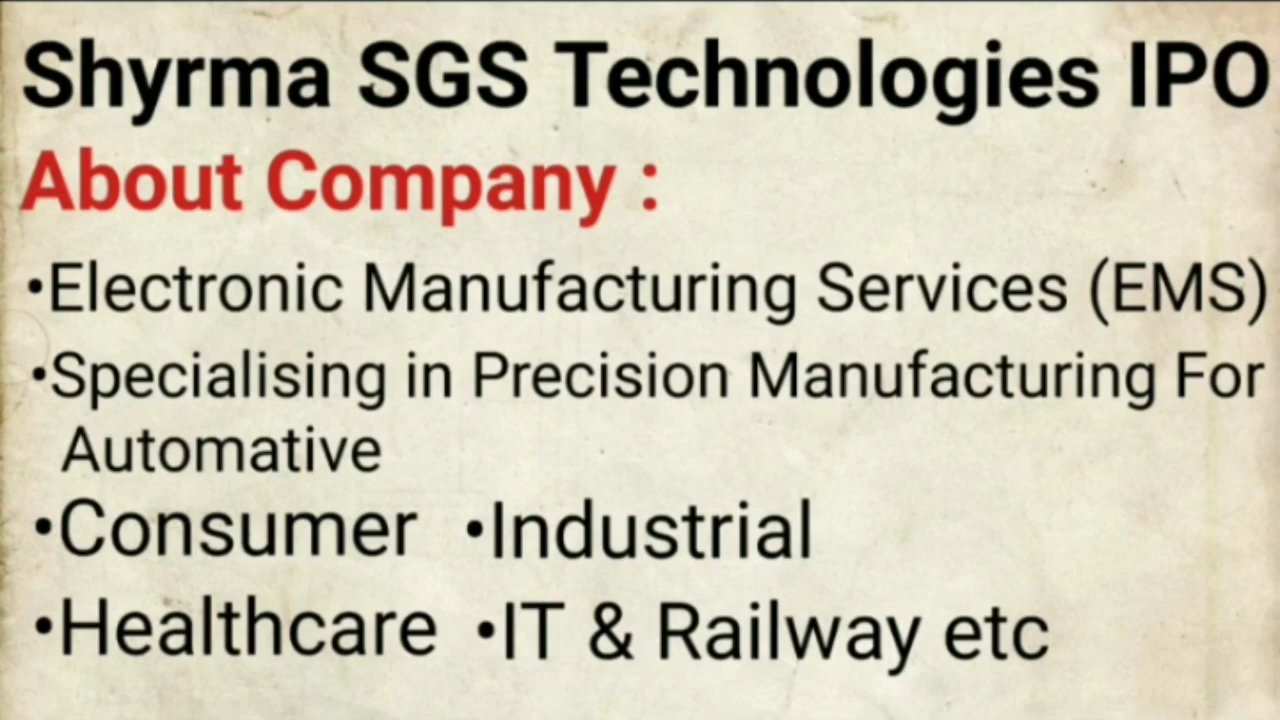 Shyrma SGS Technologies IPO
About Company :
•Electronic Manufacturing Services (EMS)
•Specialising in Precision Manufacturing For
Automative
•Consumer •Industrial
•Healthcare •IT & Railway etc